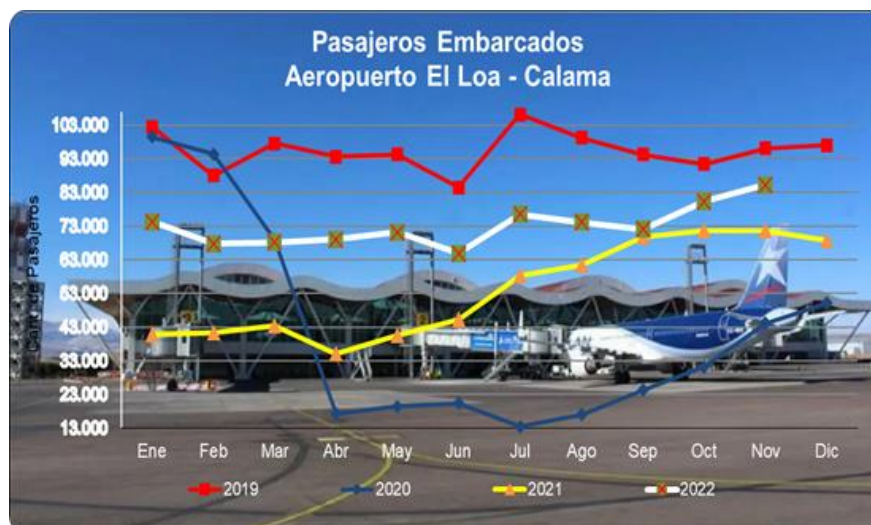 Pasajeros Embarcados
Aeropuerto El Loa - Calama
Cant. de Pasajeros
103.000
93.000
83.000
73.000
63.000
53.000
43.000
33.000
23.000
13.000
Ene Feb Mar Abr May Jun Jul Ago Sep Oct Nov Dic
2019 2020 2021 2022